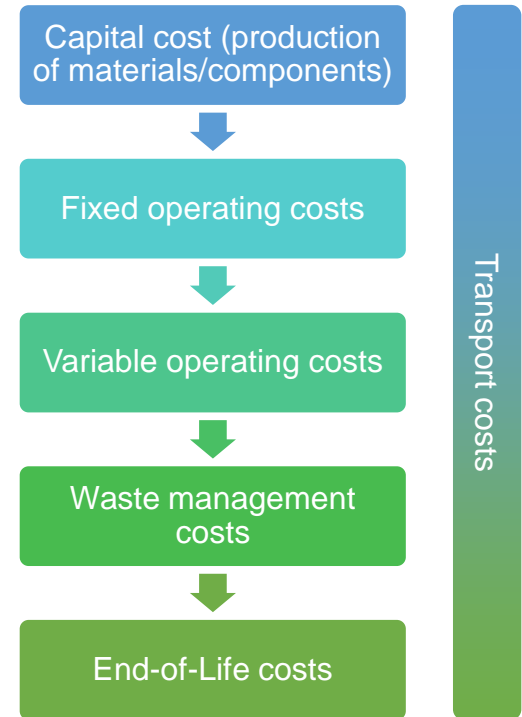 Capital cost (production
of materials/components)
Fixed operating costs
Variable operating costs
Waste management
costs
End-of-Life costs
Transport costs